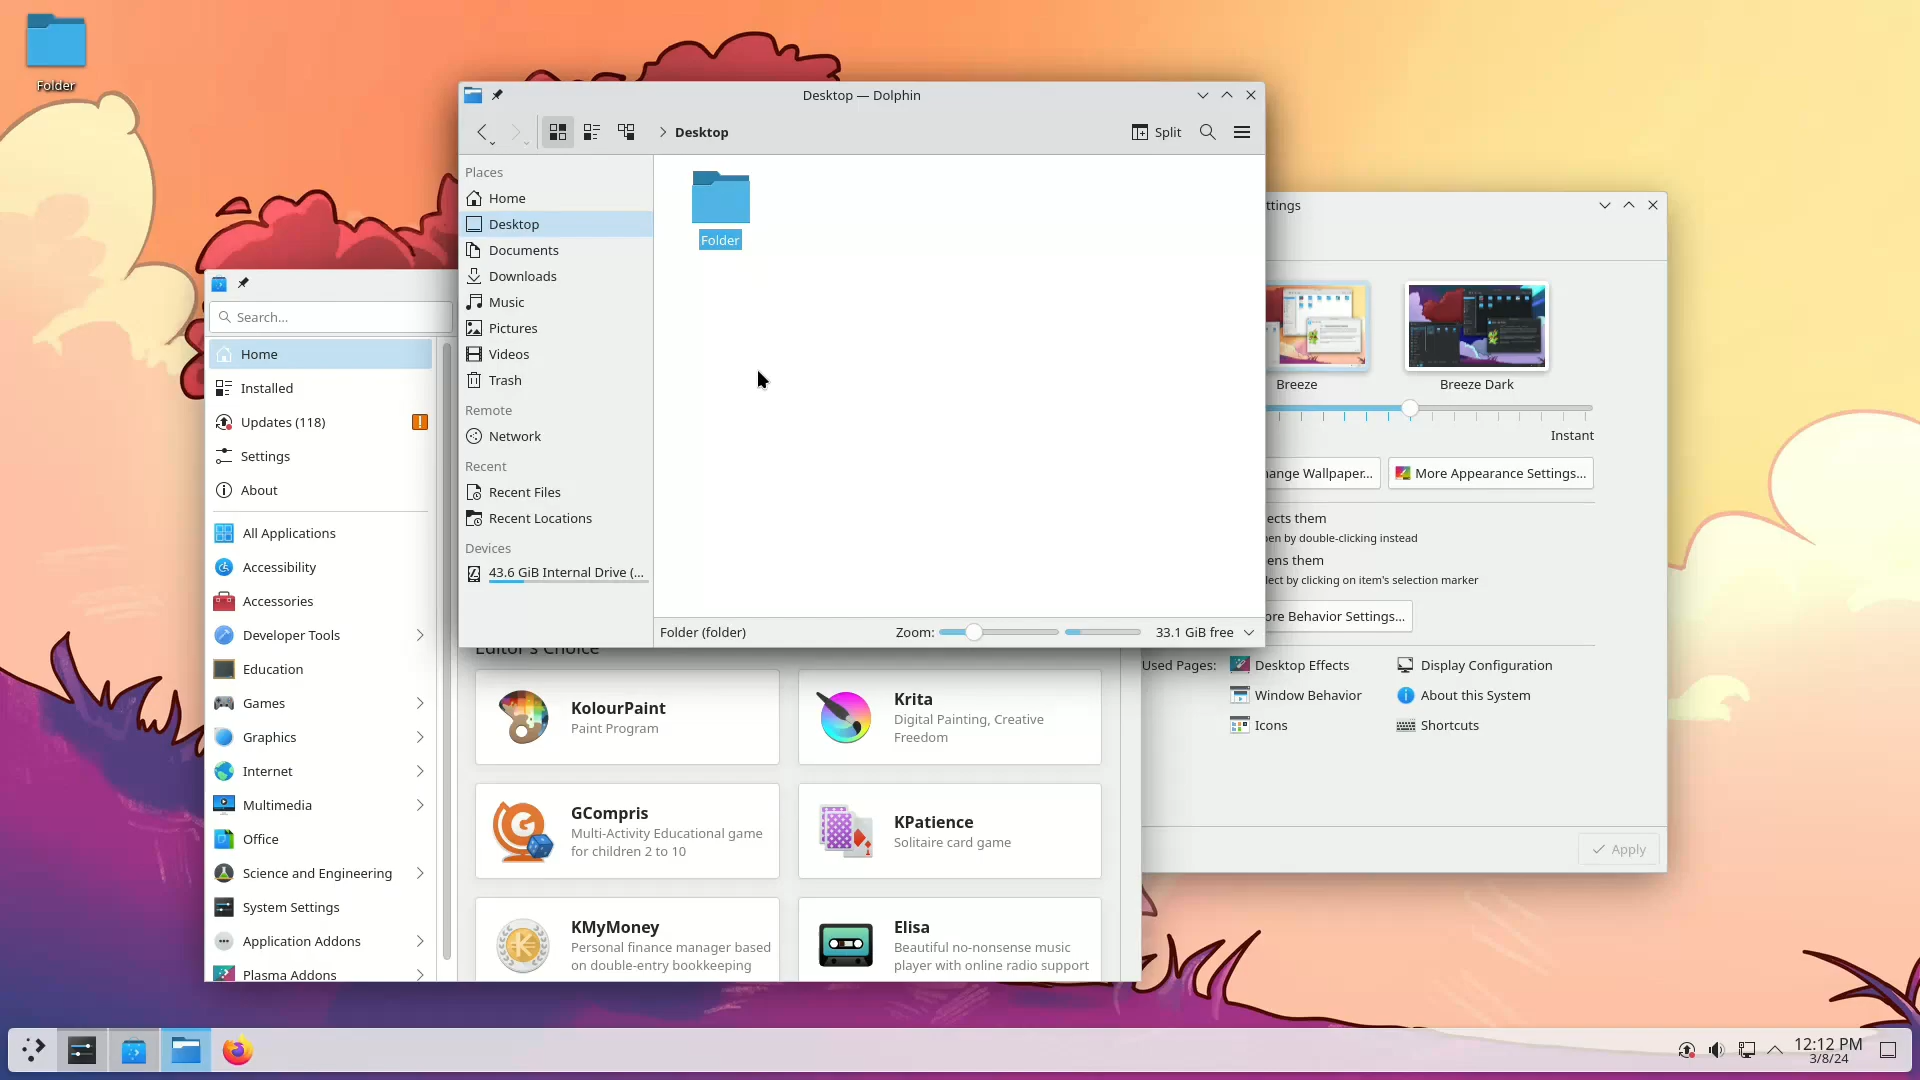 Folder
Desktop — Dolphin
Desktop
Split
Places
Home
Desktop
Documents
Downloads
Music
Pictures
Videos
Trash
Remote
Network
Recent
Recent Files
Recent Locations
Devices
43.6 GiB Internal Drive (...
Folder
Folder (folder)
Zoom:
33.1 GiB free
Search...
Home
Installed
Updates (118)
Settings
About
All Applications
Accessibility
Accessories
Developer Tools
Education
Games
Graphics
Internet
Multimedia
Office
Science and Engineering
System Settings
Application Addons
Plasma Addons
Editor's Choice
KolourPaint
Paint Program
Krita
Digital Painting, Creative
Freedom
GCompris
Multi-Activity Educational game
for children 2 to 10
KPatience
Solitaire card game
KMyMoney
Personal finance manager based
on double-entry bookkeeping
Elisa
Beautiful no-nonsense music
player with online radio support
ttings
Breeze
Breeze Dark
Instant
ange Wallpaper...
More Appearance Settings...
ects them
en by double-clicking instead
ens them
lect by clicking on item's selection marker
ore Behavior Settings...
Used Pages:
Desktop Effects
Display Configuration
Window Behavior
About this System
Icons
Shortcuts
Apply
12:12 PM
3/8/24